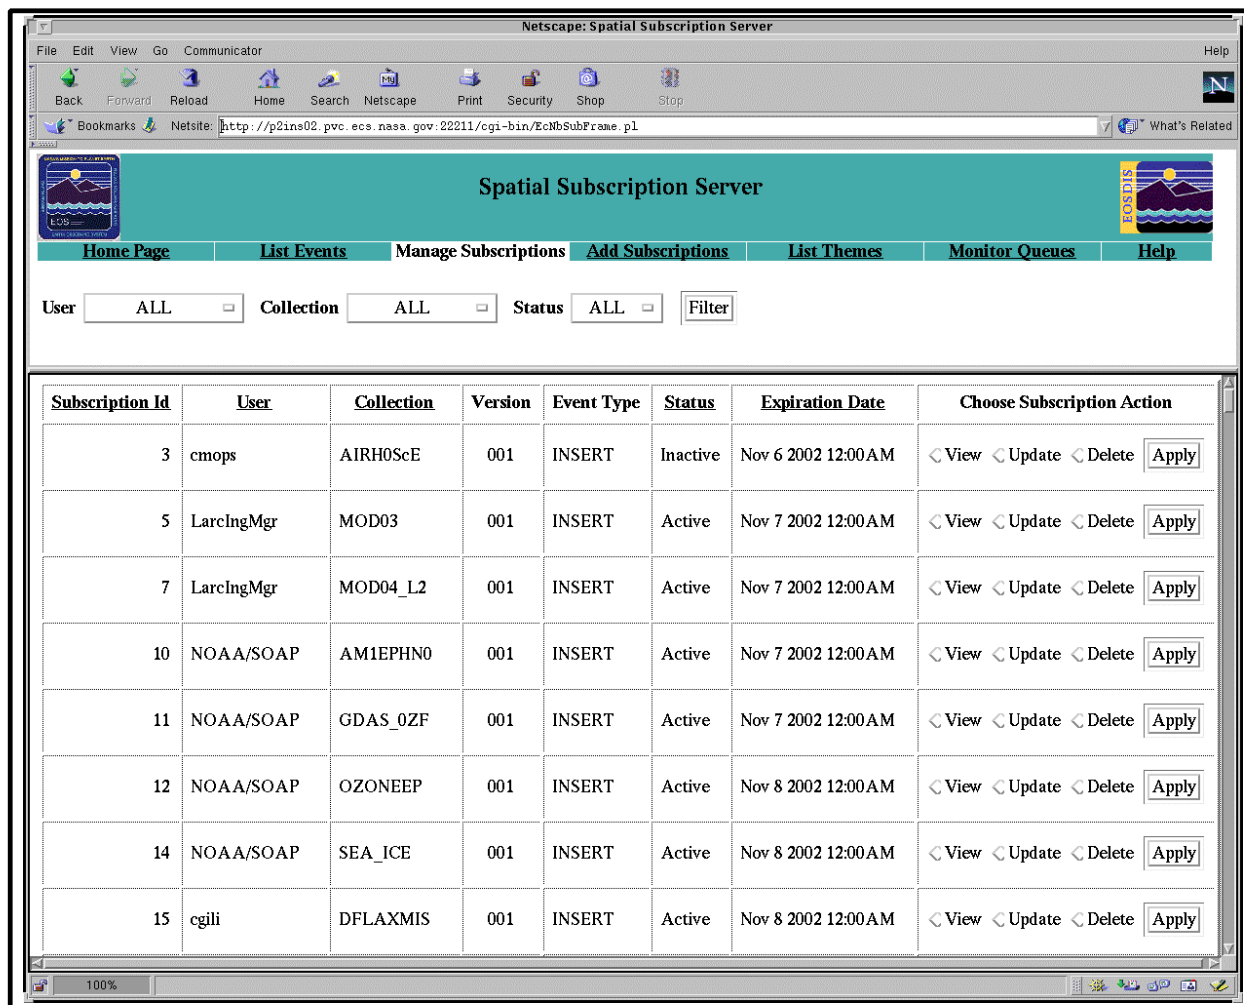 Netscape: Spatial Subscription Server
File Edit View Go Communicator Help
Back Forward Reload Home Search Netscape Print Security Shop Stop
My
N
Bookmarks Netsite: http://p2ins02.pvc.ecs.nasa.gov:22211/cgi-bin/EcNbSubFrame.pl What's Related
EOS
Spatial Subscription Server
EOSDIS
Home Page List Events Manage Subscriptions Add Subscriptions List Themes Monitor Queues Help
User ALL Collection ALL Status ALL Filter
Subscription Id User Collection Version Event Type Status Expiration Date Choose Subscription Action
3 cmops AIRH0ScE 001 INSERT Inactive Nov 6 2002 12:00AM View Update Delete Apply
5 LarcIngMgr MOD03 001 INSERT Active Nov 7 2002 12:00AM View Update Delete Apply
7 LarcIngMgr MOD04_L2 001 INSERT Active Nov 7 2002 12:00AM View Update Delete Apply
10 NOAA/SOAP AM1EPHN0 001 INSERT Active Nov 7 2002 12:00AM View Update Delete Apply
11 NOAA/SOAP GDAS_0ZF 001 INSERT Active Nov 7 2002 12:00AM View Update Delete Apply
12 NOAA/SOAP OZONEEP 001 INSERT Active Nov 8 2002 12:00AM View Update Delete Apply
14 NOAA/SOAP SEA_ICE 001 INSERT Active Nov 8 2002 12:00AM View Update Delete Apply
15 cgili DFLAXMIS 001 INSERT Active Nov 8 2002 12:00AM View Update Delete Apply
100%